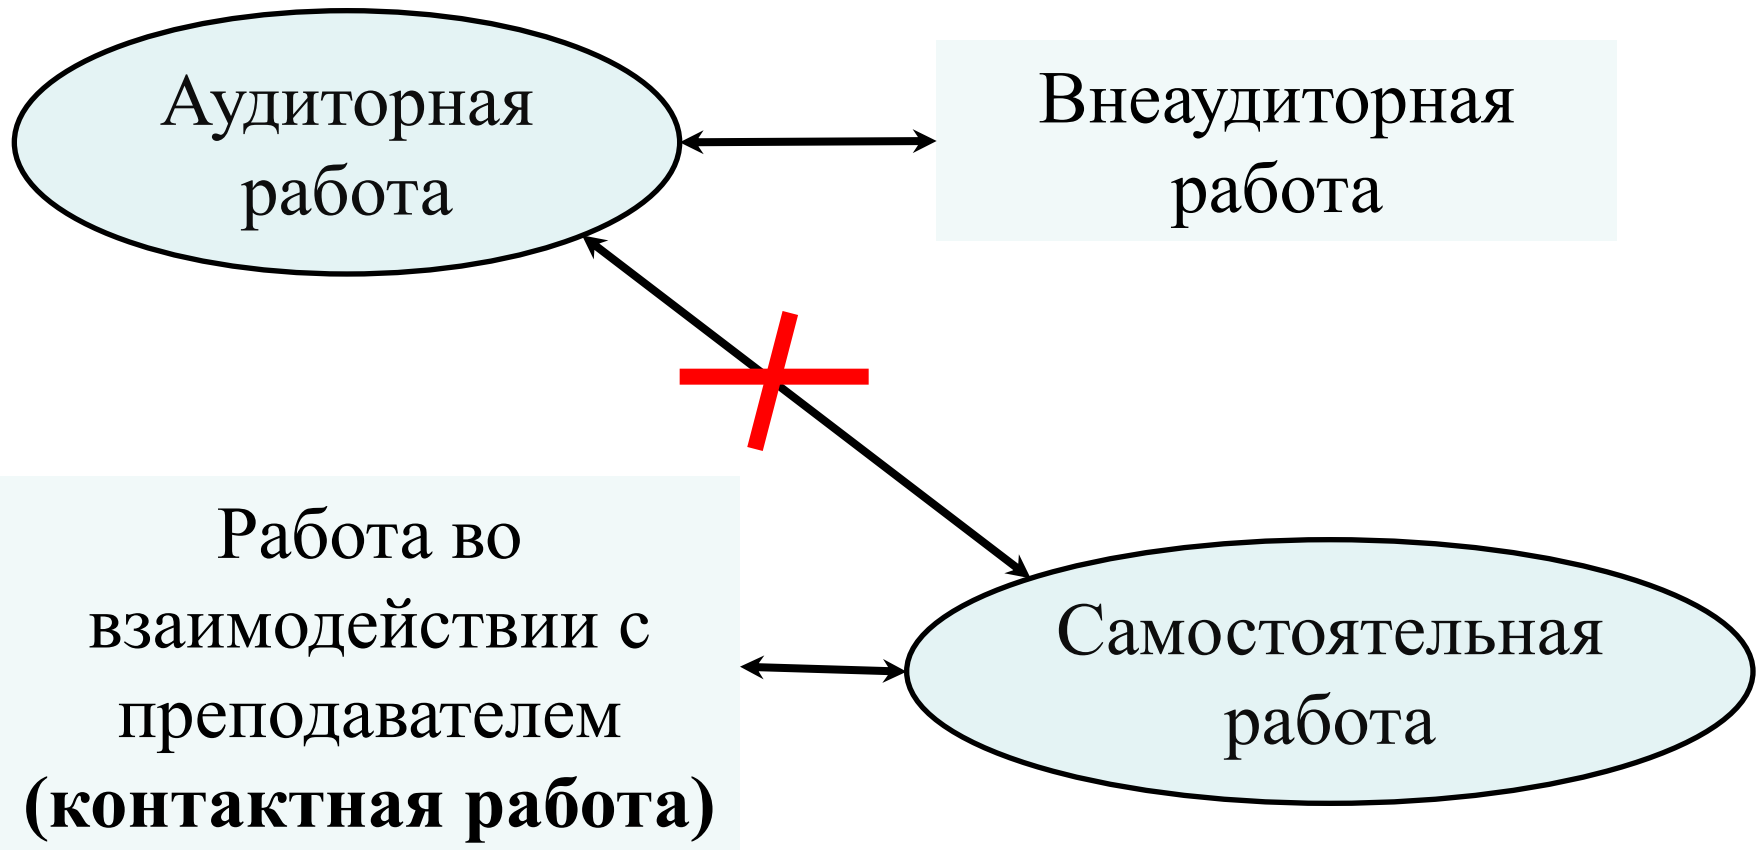 Аудиторная
работа
Внеаудиторная
работа
Работа во
взаимодействии с
преподавателем
(контактная работа)
Самостоятельная
работа